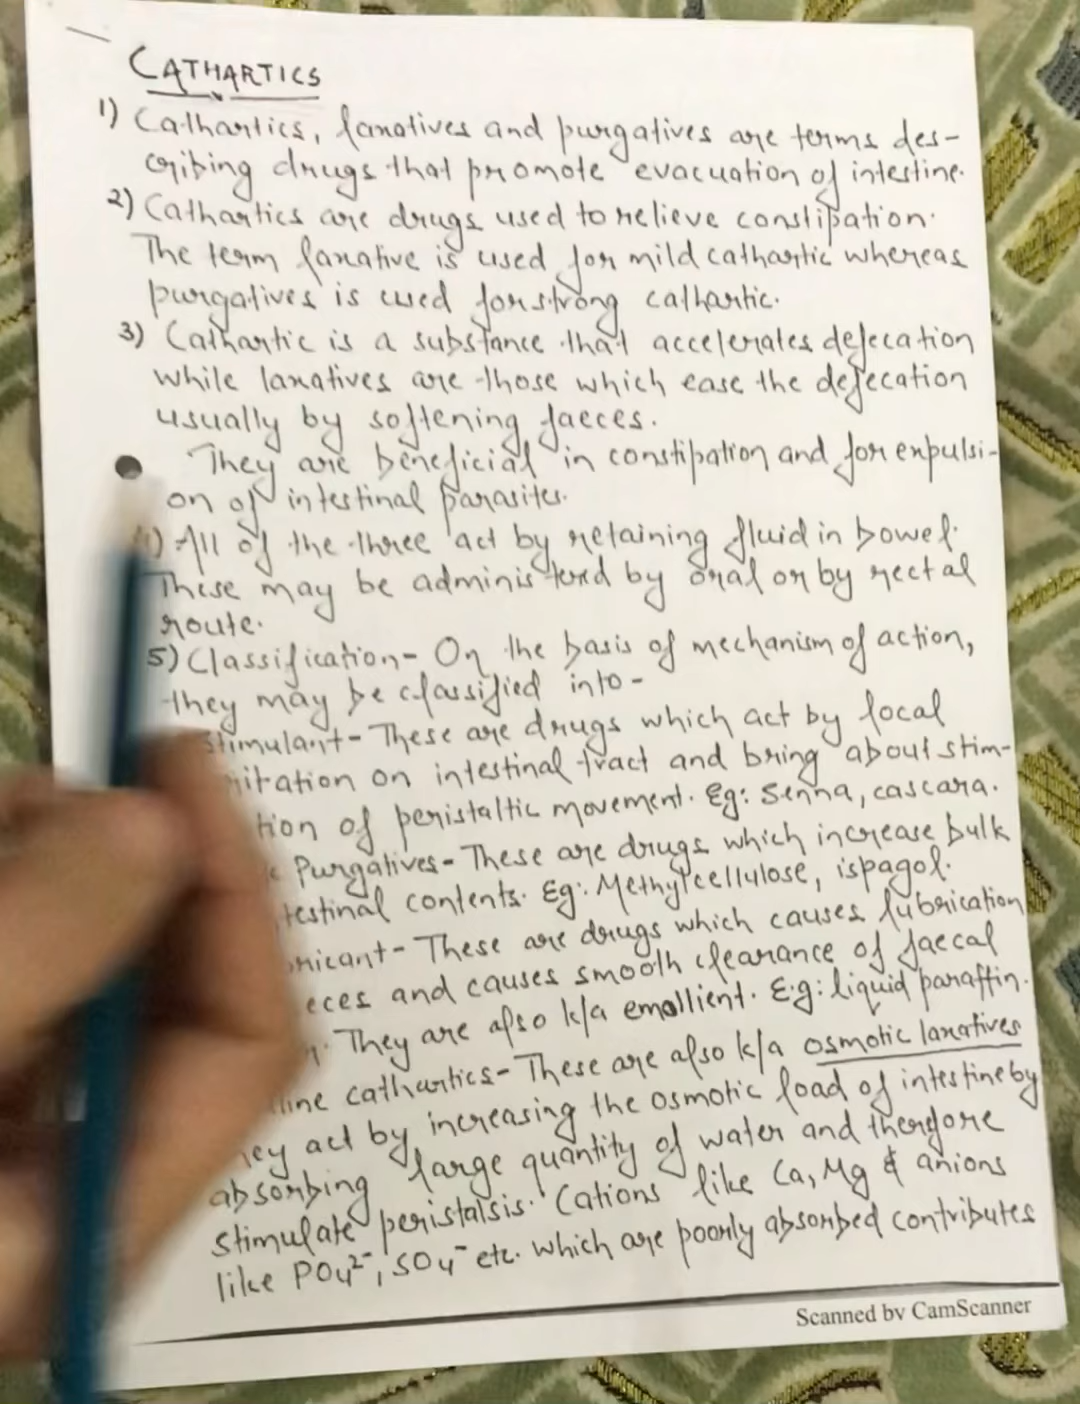 CATHARTICS
1) Cathartics, laxatives and purgatives are terms des-
cribing drugs that promote evacuation of intestine.
2) Cathartics are drugs used to relieve constipation.
The term laxative is used for mild cathartic whereas
purgatives is used for strong cathartic.
3) Cathartic is a substance that accelerates defecation
while laxatives are those which ease the defecation
usually by softening faeces.
They are beneficial in constipation and for expulsi-
on of intestinal parasites.
) All of the three act by retaining fluid in bowel.
These may be administerd by oral or by rectal
route.
5) Classification- On the basis of mechanism of action,
they may be classified into -
Stimulant- These are drugs which act by local
ritation on intestinal tract and bring about stim-
tion of peristaltic movement. Eg: Senna, cascara.
Purgatives- These are drugs which increase bulk
testinal contents. Eg: Methylcellulose, ispagol.
ricant- These are drugs which causes lubrication
eces and causes smooth clearance of faecal
They are also k/a emollient. E.g: liquid paraffin.
line cathartics- These are also k/a osmotic laxatives
hey act by increasing the osmotic load of intestine by
absorbing large quantity of water and therefore
stimulate peristalsis. Cations like Ca, Mg & anions
like PO4²⁻, SO4⁻ etc. which are poorly absorbed contributes
Scanned by CamScanner